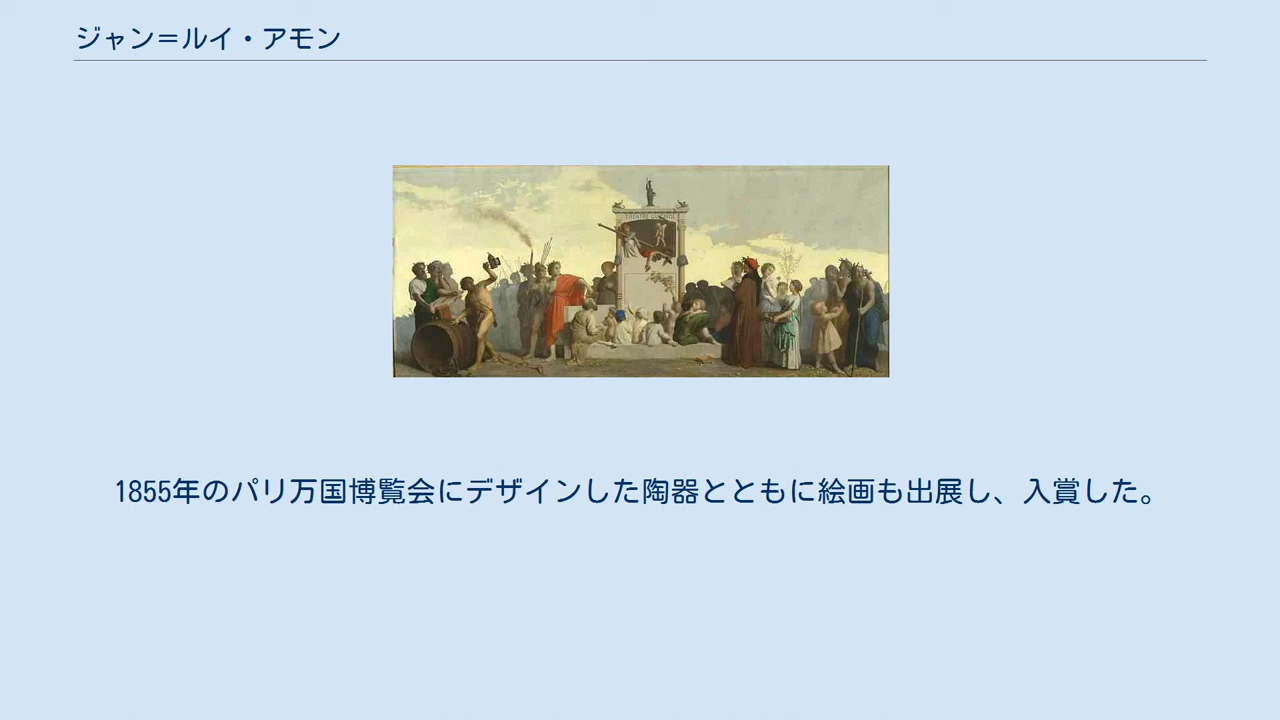 ジャン＝ルイ・アモン
1855年のパリ万国博覧会にデザインした陶器とともに絵画も出展し、入賞した。